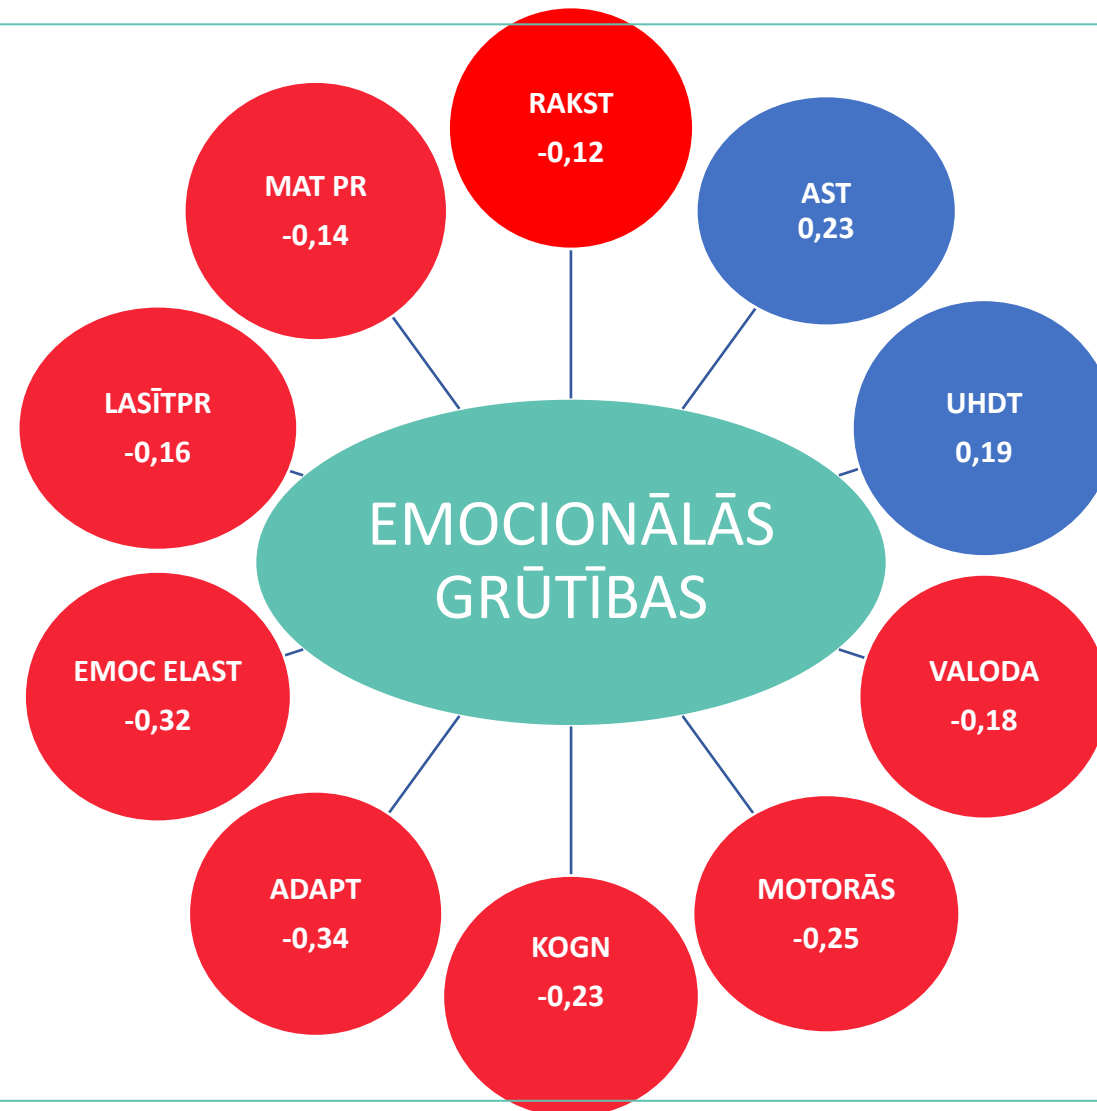 RAKST
-0,12
AST
0,23
UHDT
0,19
VALODA
-0,18
MOTORĀS
-0,25
KOGN
-0,23
ADAPT
-0,34
EMOC ELAST
-0,32
LASĪTPR
-0,16
MAT PR
-0,14
EMOCIONĀLĀS
GRŪTĪBAS